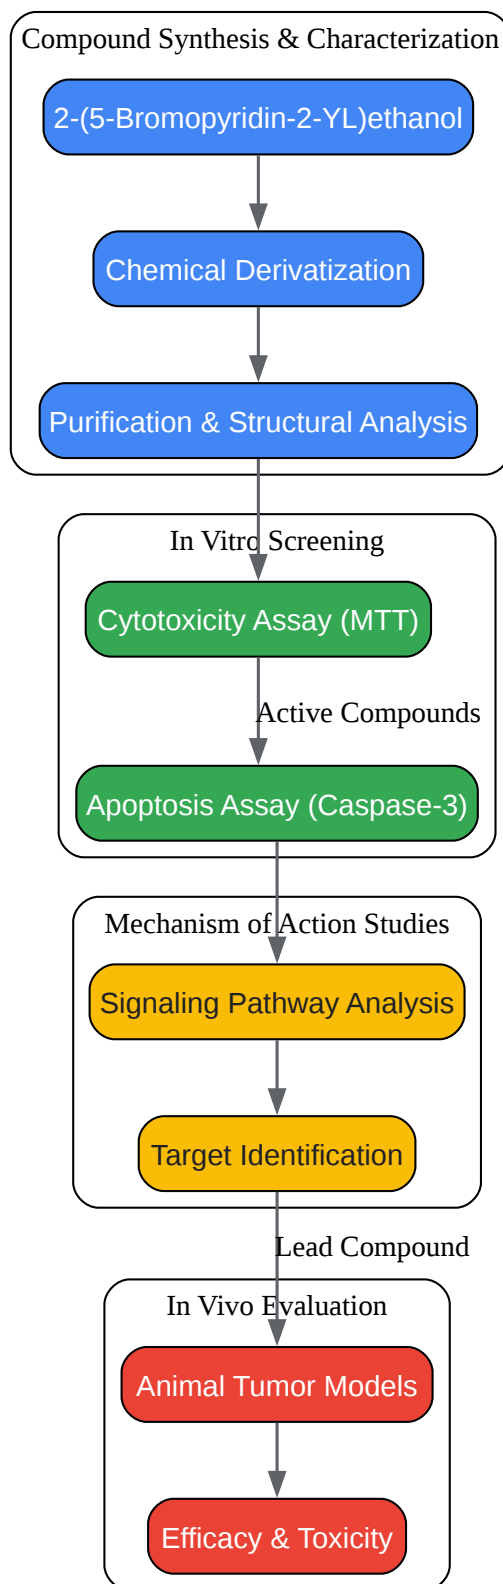 Compound Synthesis & Characterization
2-(5-Bromopyridin-2-YL)ethanol
Chemical Derivatization
Purification & Structural Analysis
In Vitro Screening
Cytotoxicity Assay (MTT)
Active Compounds
Apoptosis Assay (Caspase-3)
Mechanism of Action Studies
Signaling Pathway Analysis
Target Identification
Lead Compound
In Vivo Evaluation
Animal Tumor Models
Efficacy & Toxicity